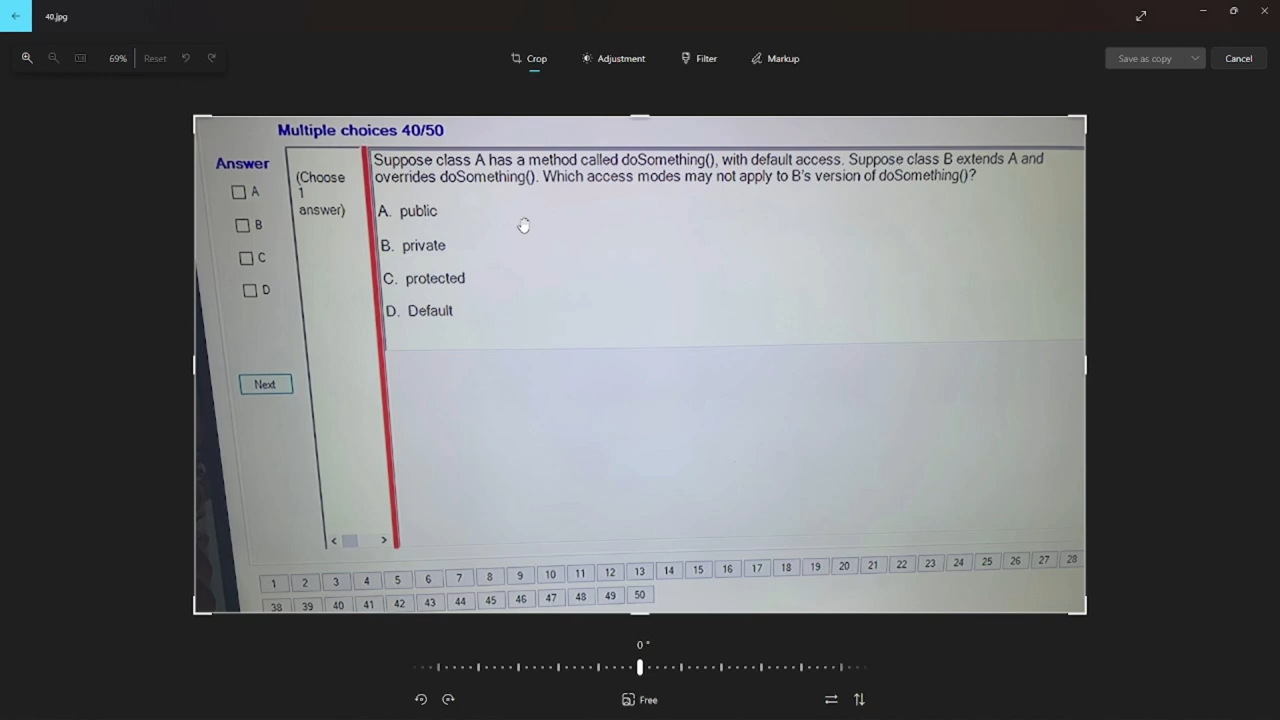 40.jpg
69%
Reset
Crop
Adjustment
Filter
Markup
Save as copy
Cancel
Multiple choices 40/50
Answer
A
B
C
D
(Choose
1
answer)
Suppose class A has a method called doSomething(), with default access. Suppose class B extends A and
overrides doSomething(). Which access modes may not apply to B's version of doSomething()?
A. public
B. private
C. protected
D. Default
Next
1 2 3 4 5 6 7 8 9 10 11 12 13 14 15 16 17 18 19 20 21 22 23 24 25 26 27 28
38 39 40 41 42 43 44 45 46 47 48 49 50
0°
Free